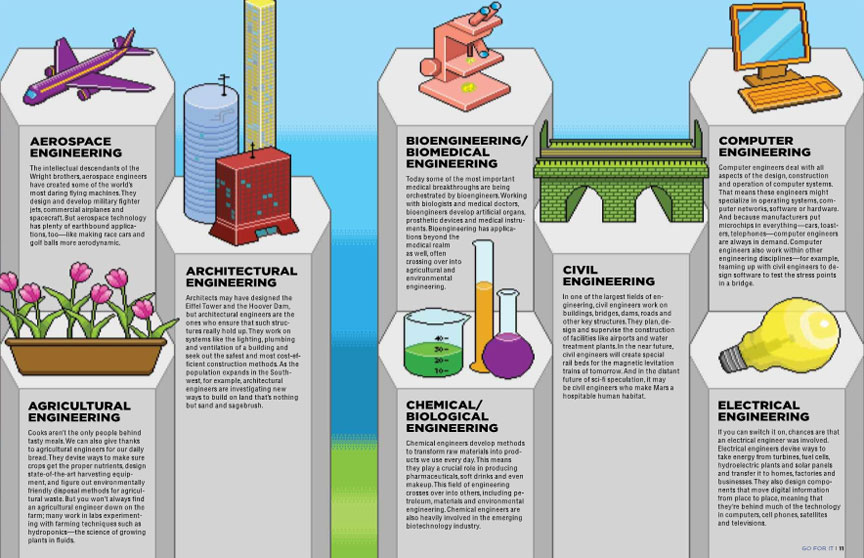 AEROSPACE
ENGINEERING
The intellectual descendants of the
Wright brothers, aerospace engineers
have created some of the world's
most daring flying machines. They
design and develop military fighter
jets, commercial airplanes and
spacecraft. But aerospace technology
has plenty of earthbound applica-
tions, too—like making race cars and
golf balls more aerodynamic.
AGRICULTURAL
ENGINEERING
Cooks aren't the only people behind
tasty meals. We can also give thanks
to agricultural engineers for our daily
bread. They devise ways to make sure
crops get the proper nutrients, design
state-of-the-art harvesting equip-
ment, and figure out environmentally
friendly disposal methods for agricul-
tural waste. But you won't always find
an agricultural engineer down on the
farm; many work in labs experiment-
ing with farming techniques such as
hydroponics—the science of growing
plants in fluids.
ARCHITECTURAL
ENGINEERING
Architects may have designed the
Eiffel Tower and the Hoover Dam,
but architectural engineers are the
ones who ensure that such struc-
tures really hold up. They work on
systems like the lighting, plumbing
and ventilation of a building and
seek out the safest and most cost-ef-
ficient construction methods. As the
population expands in the South-
west, for example, architectural
engineers are investigating new
ways to build on land that's nothing
but sand and sagebrush.
BIOENGINEERING/
BIOMEDICAL
ENGINEERING
Today some of the most important
medical breakthroughs are being
orchestrated by bioengineers. Working
with biologists and medical doctors,
bioengineers develop artificial organs,
prosthetic devices and medical instru-
ments. Bioengineering has applica-
tions beyond the
medical realm
as well, often
crossing over into
agricultural and
environmental
engineering.
40
30
20
10
CHEMICAL/
BIOLOGICAL
ENGINEERING
Chemical engineers develop methods
to transform raw materials into prod-
ucts we use every day. This means
they play a crucial role in producing
pharmaceuticals, soft drinks and even
makeup. This field of engineering
crosses over into others, including pe-
troleum, materials and environmental
engineering. Chemical engineers are
also heavily involved in the emerging
biotechnology industry.
CIVIL
ENGINEERING
In one of the largest fields of en-
gineering, civil engineers work on
buildings, bridges, dams, roads and
other key structures. They plan, de-
sign and supervise the construction
of facilities like airports and water
treatment plants. In the near future,
civil engineers will create special
rail beds for the magnetic levitation
trains of tomorrow. And in the distant
future of sci-fi speculation, it may
be civil engineers who make Mars a
hospitable human habitat.
COMPUTER
ENGINEERING
Computer engineers deal with all
aspects of the design, construction
and operation of computer systems.
That means these engineers might
specialize in operating systems, com-
puter networks, software or hardware.
And because manufacturers put
microchips in everything—cars, toast-
ers, telephones—computer engineers
are always in demand. Computer
engineers also work within other
engineering disciplines—for example,
teaming up with civil engineers to de-
sign software to test the stress points
in a bridge.
ELECTRICAL
ENGINEERING
If you can switch it on, chances are that
an electrical engineer was involved.
Electrical engineers devise ways to
take energy from turbines, fuel cells,
hydroelectric plants and solar panels
and transfer it to homes, factories and
businesses. They also design compo-
nents that move digital information
from place to place, meaning that
they're behind much of the technology
in computers, cell phones, satellites
and televisions.
GO FOR IT | 11